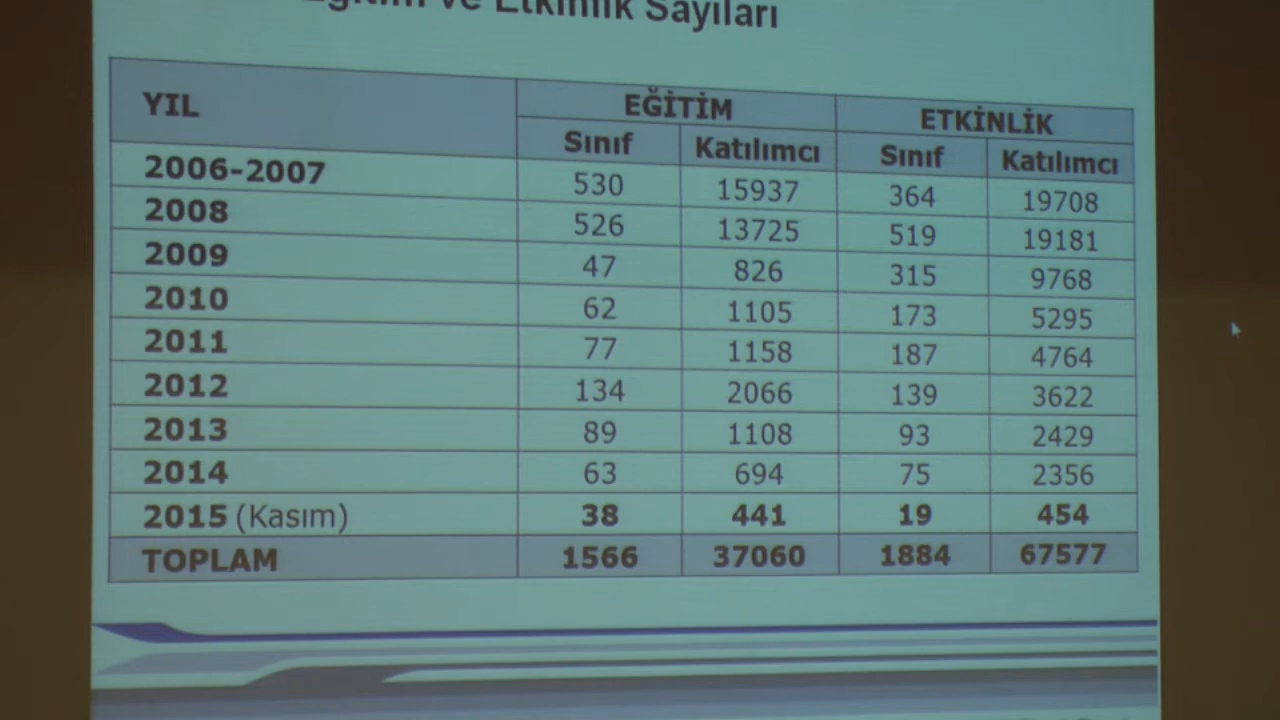 Eğitim ve Etkinlik Sayıları
YIL EĞİTİM ETKİNLİK
Sınıf Katılımcı Sınıf Katılımcı
2006-2007 530 15937 364 19708
2008 526 13725 519 19181
2009 47 826 315 9768
2010 62 1105 173 5295
2011 77 1158 187 4764
2012 134 2066 139 3622
2013 89 1108 93 2429
2014 63 694 75 2356
2015 (Kasım) 38 441 19 454
TOPLAM 1566 37060 1884 67577